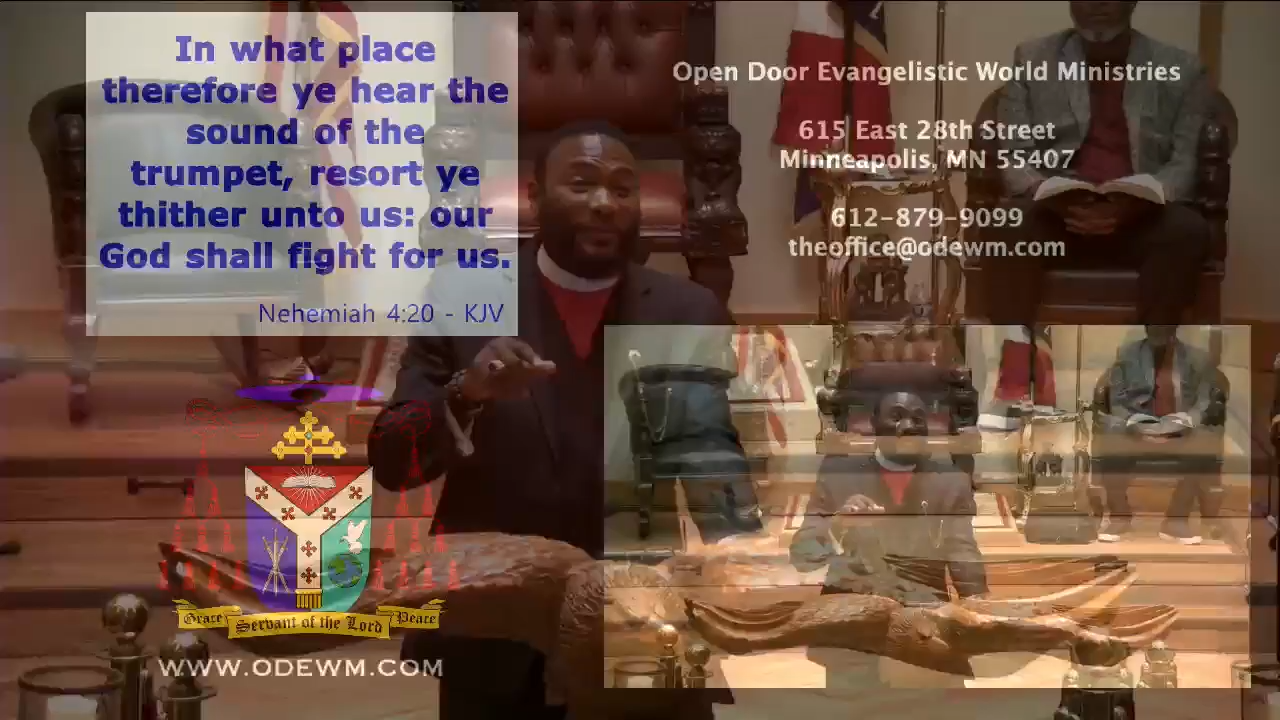 In what place
therefore ye hear the
sound of the
trumpet, resort ye
thither unto us: our
God shall fight for us.
Nehemiah 4:20 - KJV
Open Door Evangelistic World Ministries
615 East 28th Street
Minneapolis, MN 55407
612-879-9099
theoffice@odewm.com
Grace Servant of the Lord Peace
WWW.ODEWM.COM